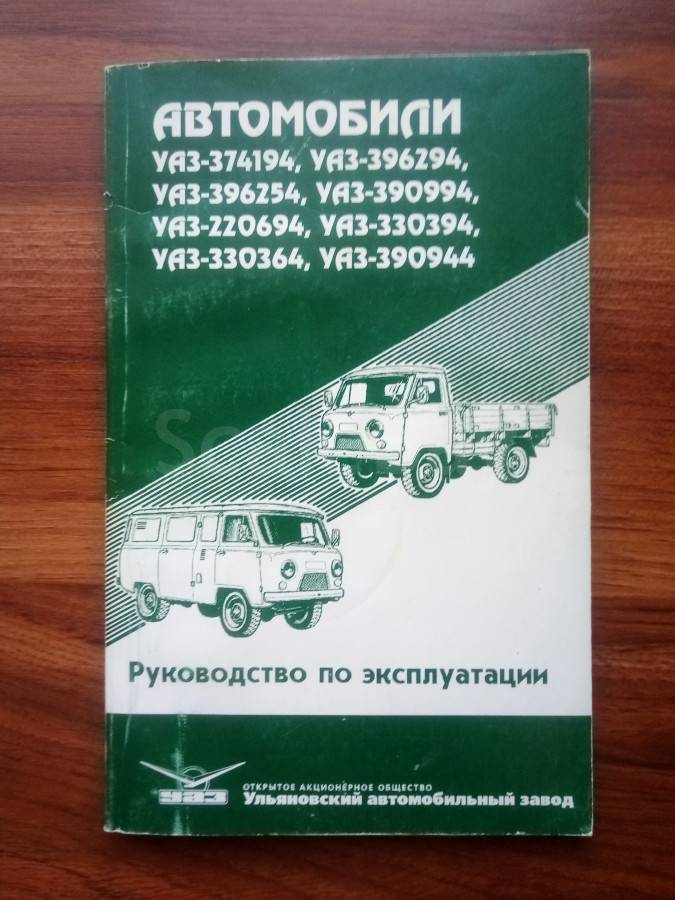 АВТОМОБИЛИ
УАЗ-374194, УАЗ-396294,
УАЗ-396254, УАЗ-390994,
УАЗ-220694, УАЗ-330394,
УАЗ-330364, УАЗ-390944
Руководство по эксплуатации
УАЗ
ОТКРЫТОЕ АКЦИОНЕРНОЕ ОБЩЕСТВО
Ульяновский автомобильный завод